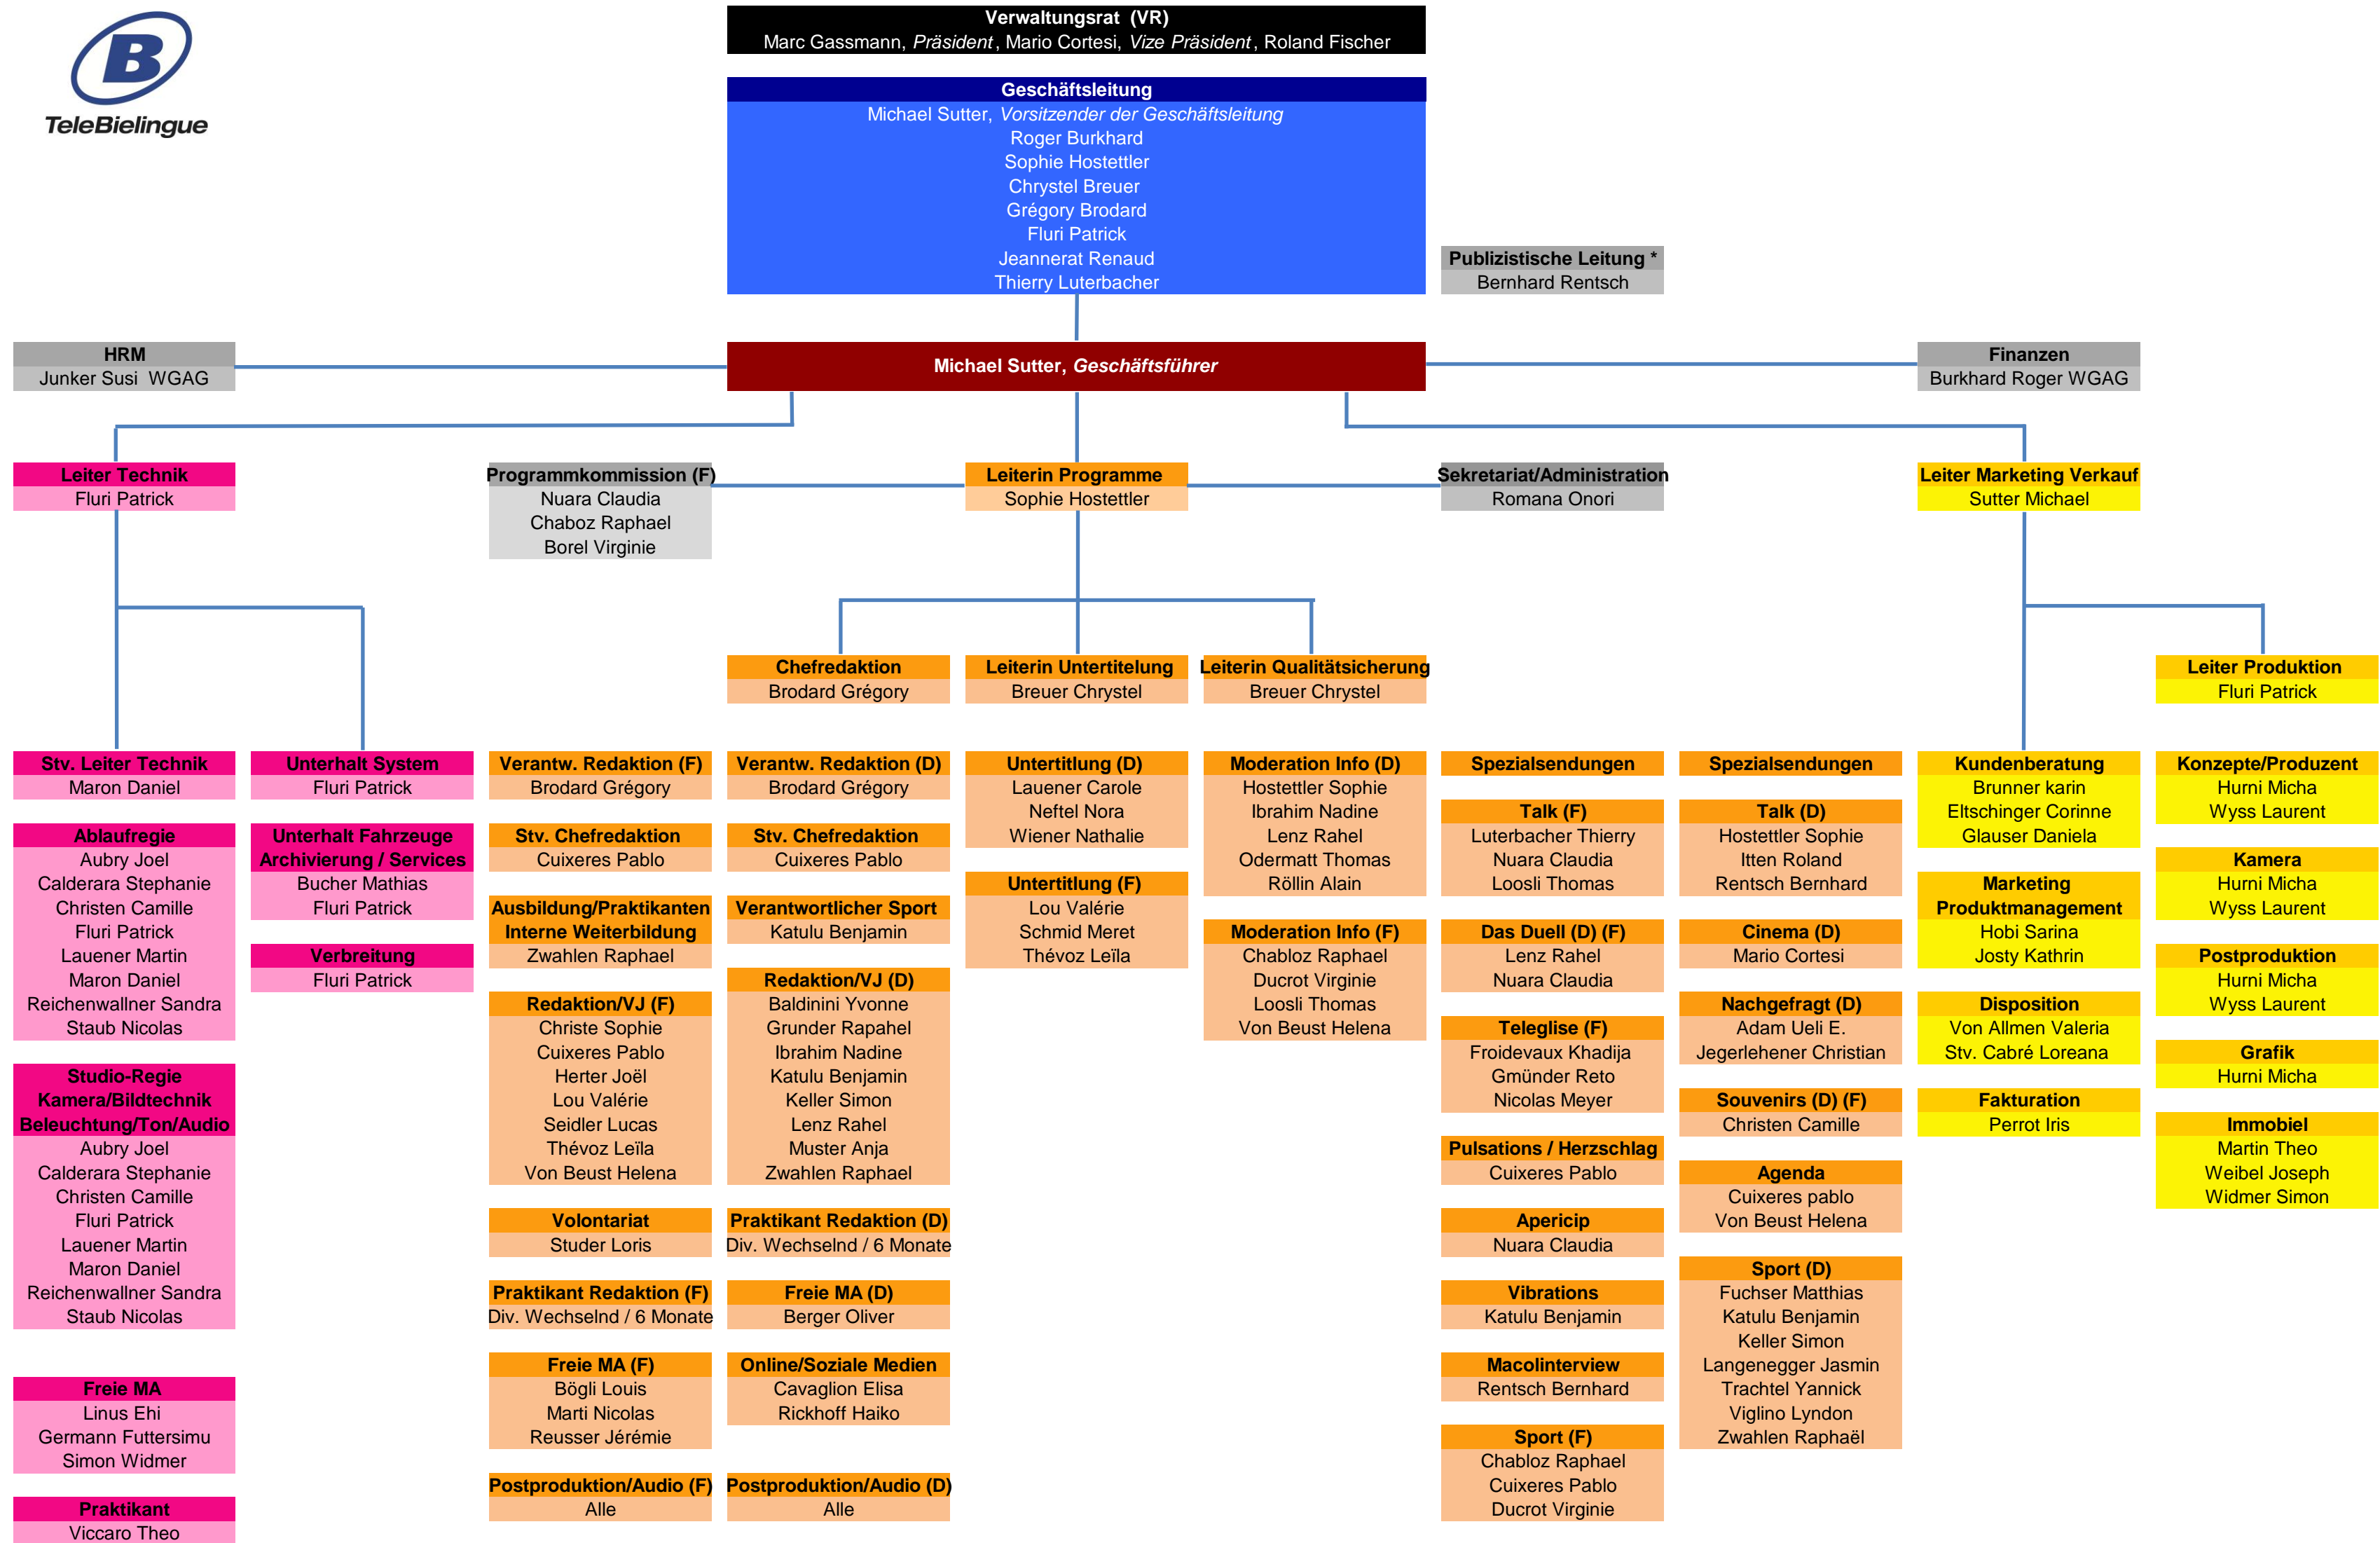 B
TeleBielingue
Verwaltungsrat (VR)
Marc Gassmann, Präsident, Mario Cortesi, Vize Präsident, Roland Fischer
Geschäftsleitung
Michael Sutter, Vorsitzender der Geschäftsleitung
Roger Burkhard
Sophie Hostettler
Chrystel Breuer
Grégory Brodard
Fluri Patrick
Jeannerat Renaud
Thierry Luterbacher
Publizistische Leitung *
Bernhard Rentsch
HRM
Junker Susi WGAG
Michael Sutter, Geschäftsführer
Finanzen
Burkhard Roger WGAG
Leiter Technik
Fluri Patrick
Programmkommission (F)
Nuara Claudia
Chaboz Raphael
Borel Virginie
Leiterin Programme
Sophie Hostettler
Sekretariat/Administration
Romana Onori
Leiter Marketing Verkauf
Sutter Michael
Chefredaktion
Brodard Grégory
Leiterin Untertitelung
Breuer Chrystel
Leiterin Qualitätsicherung
Breuer Chrystel
Leiter Produktion
Fluri Patrick
Stv. Leiter Technik
Maron Daniel
Ablaufregie
Aubry Joel
Calderara Stephanie
Christen Camille
Fluri Patrick
Lauener Martin
Maron Daniel
Reichenwallner Sandra
Staub Nicolas
Studio-Regie
Kamera/Bildtechnik
Beleuchtung/Ton/Audio
Aubry Joel
Calderara Stephanie
Christen Camille
Fluri Patrick
Lauener Martin
Maron Daniel
Reichenwallner Sandra
Staub Nicolas
Freie MA
Linus Ehi
Germann Futtersimu
Simon Widmer
Praktikant
Viccaro Theo
Unterhalt System
Fluri Patrick
Unterhalt Fahrzeuge
Archivierung / Services
Bucher Mathias
Fluri Patrick
Verbreitung
Fluri Patrick
Verantw. Redaktion (F)
Brodard Grégory
Stv. Chefredaktion
Cuixeres Pablo
Ausbildung/Praktikanten
Interne Weiterbildung
Zwahlen Raphael
Redaktion/VJ (F)
Christe Sophie
Cuixeres Pablo
Herter Joël
Lou Valérie
Seidler Lucas
Thévoz Leïla
Von Beust Helena
Volontariat
Studer Loris
Praktikant Redaktion (F)
Div. Wechselnd / 6 Monate
Freie MA (F)
Bögli Louis
Marti Nicolas
Reusser Jérémie
Postproduktion/Audio (F)
Alle
Verantw. Redaktion (D)
Brodard Grégory
Stv. Chefredaktion
Cuixeres Pablo
Verantwortlicher Sport
Katulu Benjamin
Redaktion/VJ (D)
Baldinini Yvonne
Grunder Rapahel
Ibrahim Nadine
Katulu Benjamin
Keller Simon
Lenz Rahel
Muster Anja
Zwahlen Raphael
Praktikant Redaktion (D)
Div. Wechselnd / 6 Monate
Freie MA (D)
Berger Oliver
Online/Soziale Medien
Cavaglion Elisa
Rickhoff Haiko
Postproduktion/Audio (D)
Alle
Untertitlung (D)
Lauener Carole
Neftel Nora
Wiener Nathalie
Untertitlung (F)
Lou Valérie
Schmid Meret
Thévoz Leïla
Moderation Info (D)
Hostettler Sophie
Ibrahim Nadine
Lenz Rahel
Odermatt Thomas
Röllin Alain
Moderation Info (F)
Chabloz Raphael
Ducrot Virginie
Loosli Thomas
Von Beust Helena
Spezialsendungen
Talk (F)
Luterbacher Thierry
Nuara Claudia
Loosli Thomas
Das Duell (D) (F)
Lenz Rahel
Nuara Claudia
Teleglise (F)
Froidevaux Khadija
Gmünder Reto
Nicolas Meyer
Pulsations / Herzschlag
Cuixeres Pablo
Apericip
Nuara Claudia
Vibrations
Katulu Benjamin
Macolinterview
Rentsch Bernhard
Sport (F)
Chabloz Raphael
Cuixeres Pablo
Ducrot Virginie
Spezialsendungen
Talk (D)
Hostettler Sophie
Itten Roland
Rentsch Bernhard
Cinema (D)
Mario Cortesi
Nachgefragt (D)
Adam Ueli E.
Jegerlehener Christian
Souvenirs (D) (F)
Christen Camille
Agenda
Cuixeres pablo
Von Beust Helena
Sport (D)
Fuchser Matthias
Katulu Benjamin
Keller Simon
Langenegger Jasmin
Trachtel Yannick
Viglino Lyndon
Zwahlen Raphaël
Kundenberatung
Brunner karin
Eltschinger Corinne
Glauser Daniela
Marketing
Produktmanagement
Hobi Sarina
Josty Kathrin
Disposition
Von Allmen Valeria
Stv. Cabré Loreana
Fakturation
Perrot Iris
Konzepte/Produzent
Hurni Micha
Wyss Laurent
Kamera
Hurni Micha
Wyss Laurent
Postproduktion
Hurni Micha
Wyss Laurent
Grafik
Hurni Micha
Immobiel
Martin Theo
Weibel Joseph
Widmer Simon